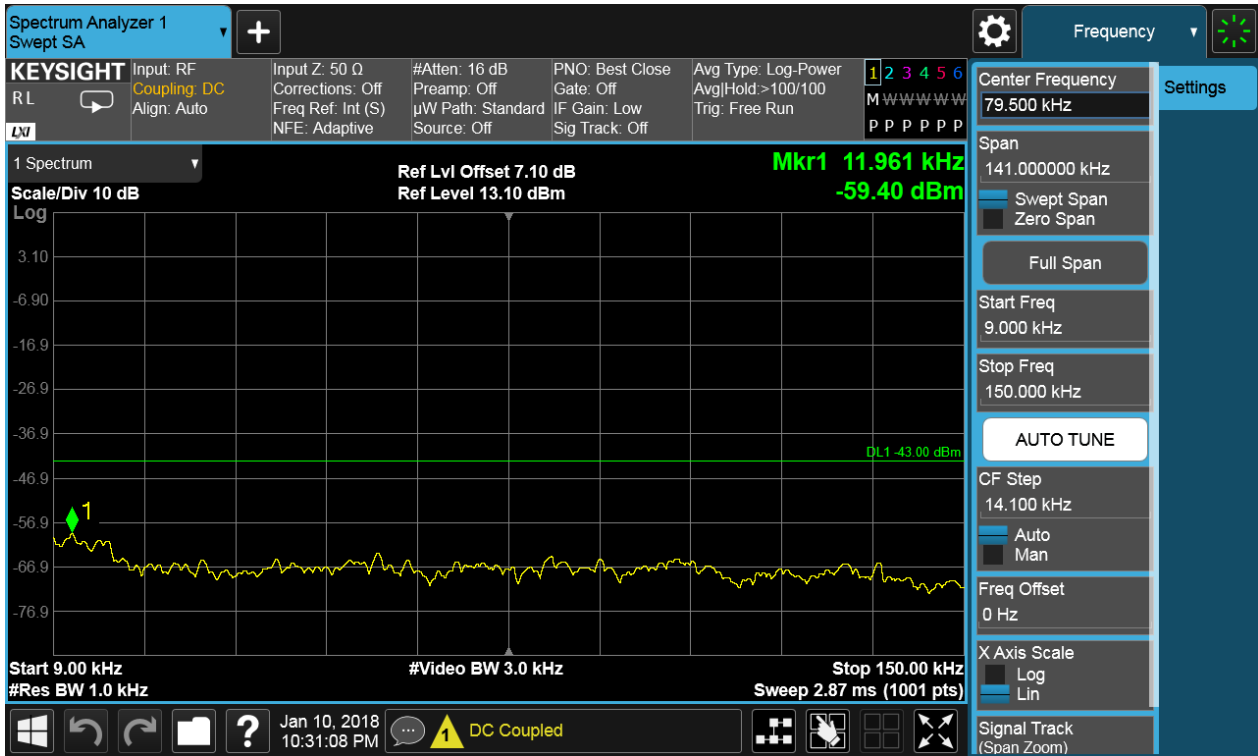 Spectrum Analyzer 1
Swept SA
+
Frequency
KEYSIGHT
R L
LXI
Input: RF
Coupling: DC
Align: Auto
Input Z: 50 Ω
Corrections: Off
Freq Ref: Int (S)
NFE: Adaptive
#Atten: 16 dB
Preamp: Off
µW Path: Standard
Source: Off
PNO: Best Close
Gate: Off
IF Gain: Low
Sig Track: Off
Avg Type: Log-Power
Avg|Hold:>100/100
Trig: Free Run
1 2 3 4 5 6
M W W W W W
P P P P P P
1 Spectrum
Scale/Div 10 dB
Log
Ref Lvl Offset 7.10 dB
Ref Level 13.10 dBm
Mkr1 11.961 kHz
-59.40 dBm
3.10
-6.90
-16.9
-26.9
-36.9
DL1 -43.00 dBm
-46.9
1
-56.9
-66.9
-76.9
Start 9.00 kHz
#Video BW 3.0 kHz
Stop 150.00 kHz
#Res BW 1.0 kHz
Sweep 2.87 ms (1001 pts)
Center Frequency
79.500 kHz
Settings
Span
141.000000 kHz
Swept Span
Zero Span
Full Span
Start Freq
9.000 kHz
Stop Freq
150.000 kHz
AUTO TUNE
CF Step
14.100 kHz
Auto
Man
Freq Offset
0 Hz
X Axis Scale
Log
Lin
Signal Track
(Span Zoom)
?
Jan 10, 2018
10:31:08 PM
1
DC Coupled